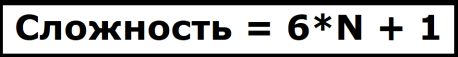 Сложность = 6*N + 1